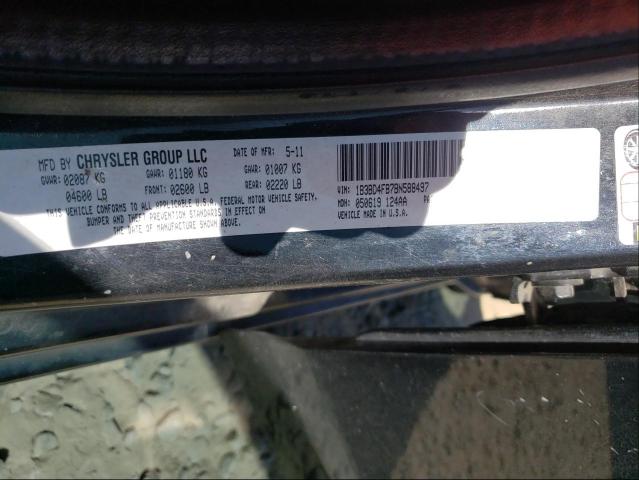 MFD BY CHRYSLER GROUP LLC DATE OF MFR: 5-11
GVWR: 02087 KG GAWR: 01180 KG GAWR: 01007 KG
04600 LB FRONT: 02600 LB REAR: 02220 LB
THIS VEHICLE CONFORMS TO ALL APPLICABLE U.S.A. FEDERAL MOTOR VEHICLE SAFETY,
BUMPER AND THEFT PREVENTION STANDARDS IN EFFECT ON
THE DATE OF MANUFACTURE SHOWN ABOVE.
VIN: 1B3BD4FB7BN588497
MDH: 050619 124AA PA
VEHICLE MADE IN U.S.A.